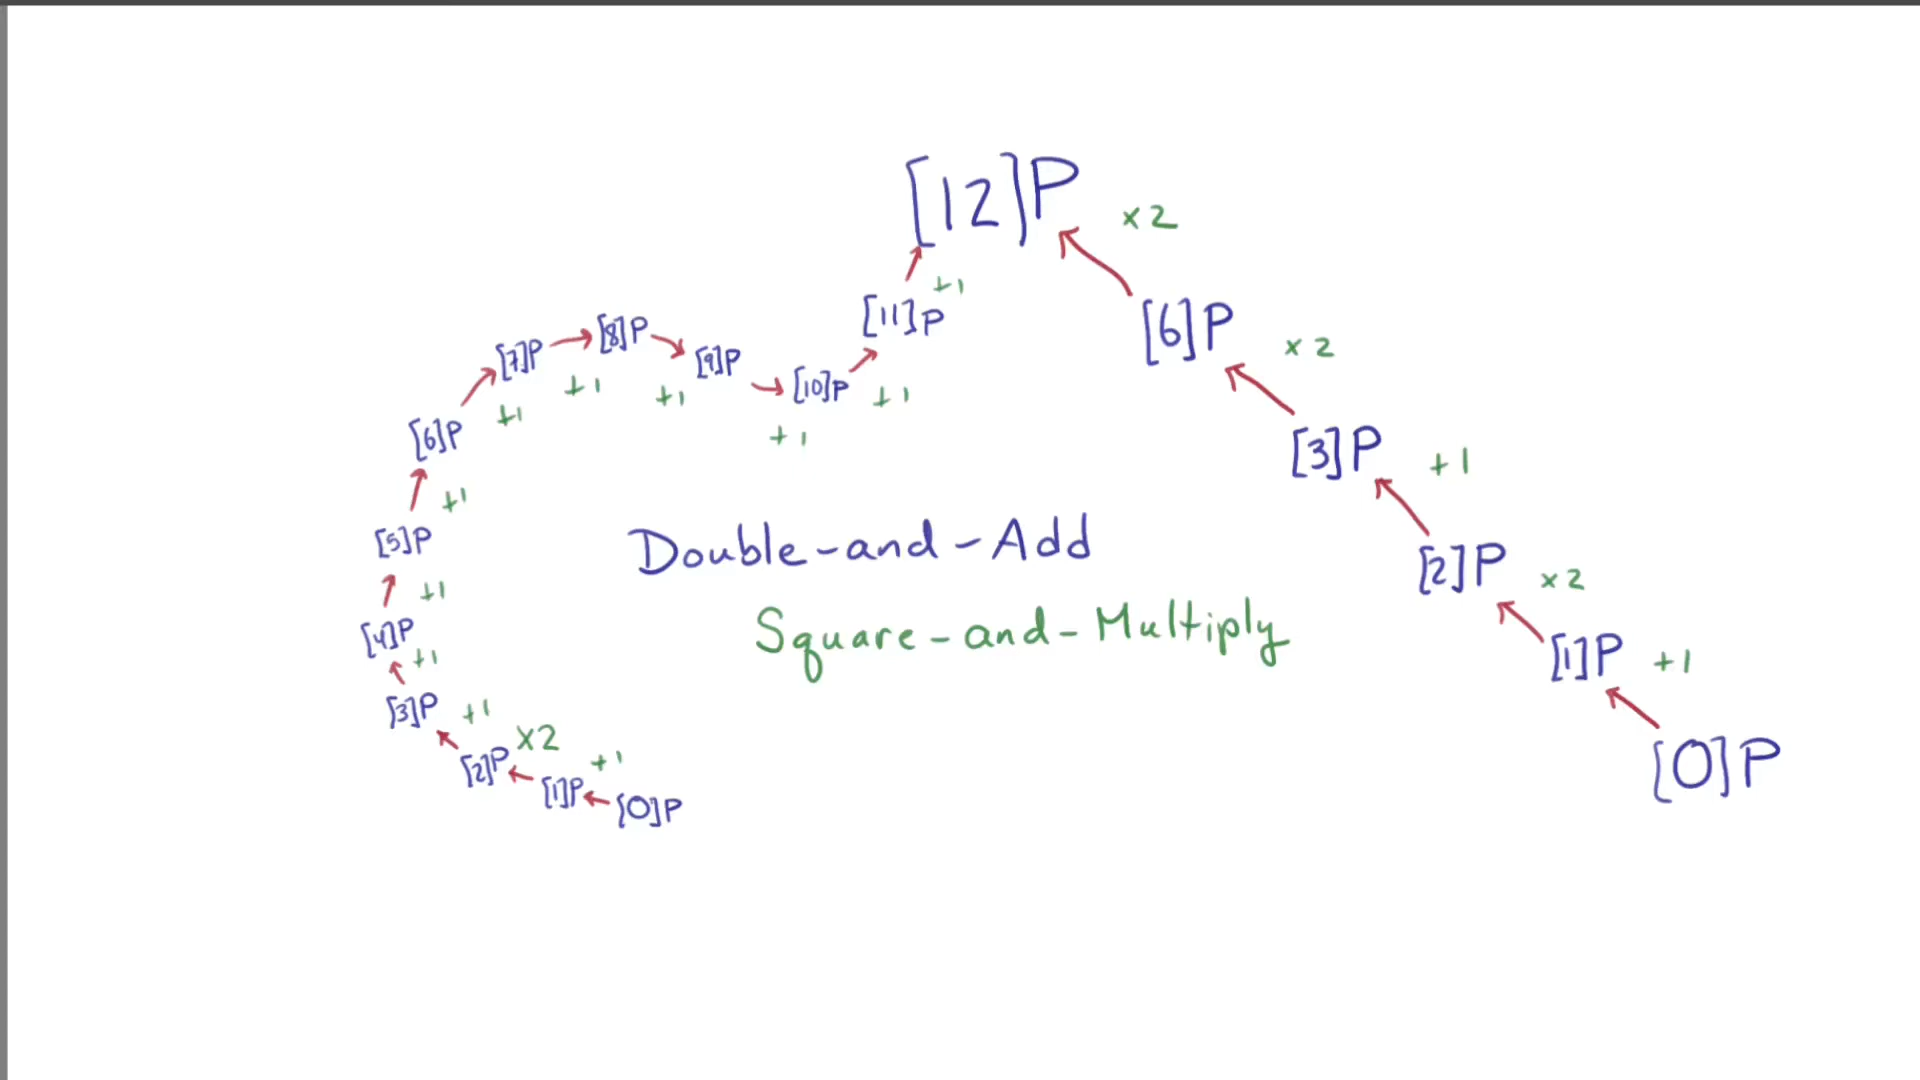 [12]P
×2
+1
[11]P
[6]P
×2
[7]P
[8]P
[9]P
[10]P
+1
+1
+1
+1
+1
[6]P
[3]P
+1
+1
[5]P
Double-and-Add
[2]P
×2
+1
[4]P
+1
Square-and-Multiply
[1]P
+1
[3]P
+1
×2
[2]P
+1
[1]P
[0]P
[0]P